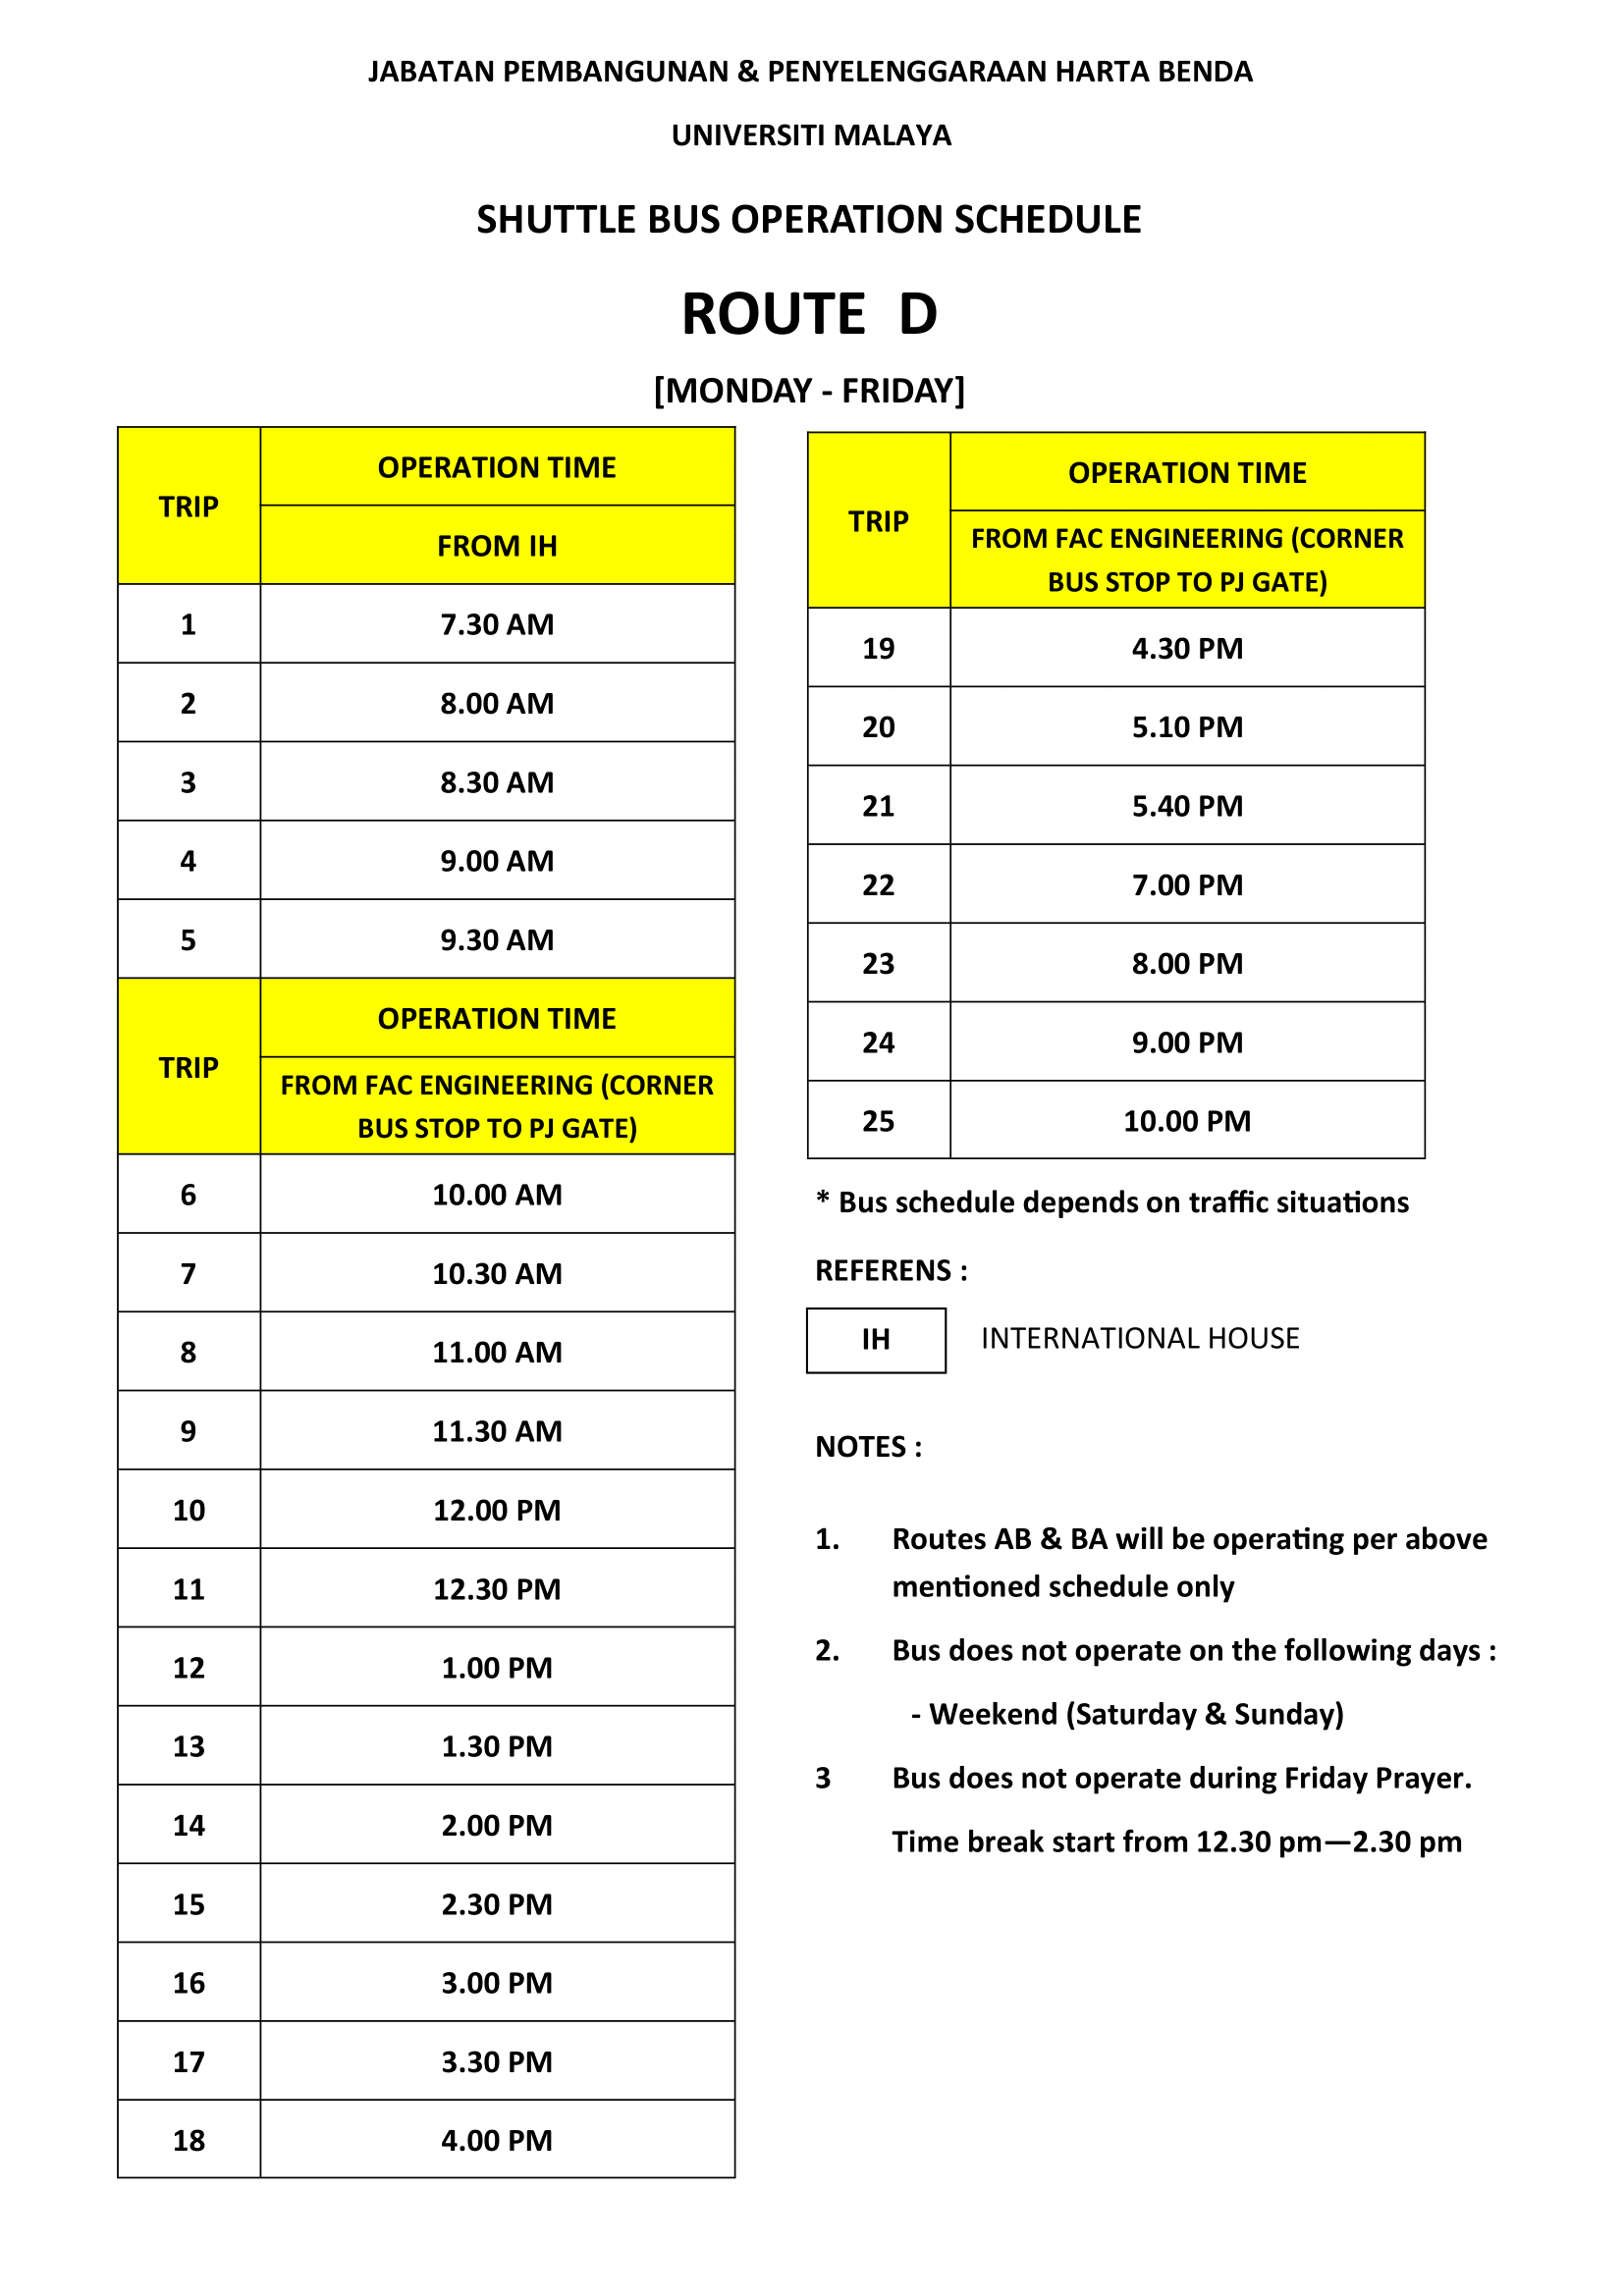 JABATAN PEMBANGUNAN & PENYELENGGARAAN HARTA BENDA
UNIVERSITI MALAYA
SHUTTLE BUS OPERATION SCHEDULE
ROUTE D
[MONDAY - FRIDAY]
TRIP
OPERATION TIME
FROM IH
1 7.30 AM
2 8.00 AM
3 8.30 AM
4 9.00 AM
5 9.30 AM
TRIP
OPERATION TIME
FROM FAC ENGINEERING (CORNER
BUS STOP TO PJ GATE)
6 10.00 AM
7 10.30 AM
8 11.00 AM
9 11.30 AM
10 12.00 PM
11 12.30 PM
12 1.00 PM
13 1.30 PM
14 2.00 PM
15 2.30 PM
16 3.00 PM
17 3.30 PM
18 4.00 PM
TRIP
OPERATION TIME
FROM FAC ENGINEERING (CORNER
BUS STOP TO PJ GATE)
19 4.30 PM
20 5.10 PM
21 5.40 PM
22 7.00 PM
23 8.00 PM
24 9.00 PM
25 10.00 PM
* Bus schedule depends on traffic situations
REFERENS :
IH INTERNATIONAL HOUSE
NOTES :
1. Routes AB & BA will be operating per above
mentioned schedule only
2. Bus does not operate on the following days :
- Weekend (Saturday & Sunday)
3 Bus does not operate during Friday Prayer.
Time break start from 12.30 pm—2.30 pm